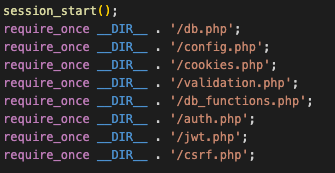 session_start();
require_once __DIR__ . '/db.php';
require_once __DIR__ . '/config.php';
require_once __DIR__ . '/cookies.php';
require_once __DIR__ . '/validation.php';
require_once __DIR__ . '/db_functions.php';
require_once __DIR__ . '/auth.php';
require_once __DIR__ . '/jwt.php';
require_once __DIR__ . '/csrf.php';